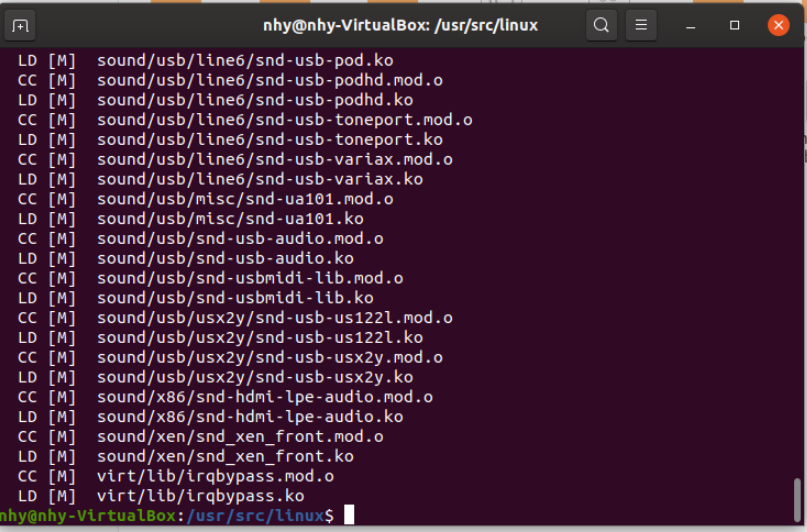 nhy@nhy-VirtualBox: /usr/src/linux
LD [M]  sound/usb/line6/snd-usb-pod.ko
CC [M]  sound/usb/line6/snd-usb-podhd.mod.o
LD [M]  sound/usb/line6/snd-usb-podhd.ko
CC [M]  sound/usb/line6/snd-usb-toneport.mod.o
LD [M]  sound/usb/line6/snd-usb-toneport.ko
CC [M]  sound/usb/line6/snd-usb-variax.mod.o
LD [M]  sound/usb/line6/snd-usb-variax.ko
CC [M]  sound/usb/misc/snd-ua101.mod.o
LD [M]  sound/usb/misc/snd-ua101.ko
CC [M]  sound/usb/snd-usb-audio.mod.o
LD [M]  sound/usb/snd-usb-audio.ko
CC [M]  sound/usb/snd-usbmidi-lib.mod.o
LD [M]  sound/usb/snd-usbmidi-lib.ko
CC [M]  sound/usb/usx2y/snd-usb-us122l.mod.o
LD [M]  sound/usb/usx2y/snd-usb-us122l.ko
CC [M]  sound/usb/usx2y/snd-usb-usx2y.mod.o
LD [M]  sound/usb/usx2y/snd-usb-usx2y.ko
CC [M]  sound/x86/snd-hdmi-lpe-audio.mod.o
LD [M]  sound/x86/snd-hdmi-lpe-audio.ko
CC [M]  sound/xen/snd_xen_front.mod.o
LD [M]  sound/xen/snd_xen_front.ko
CC [M]  virt/lib/irqbypass.mod.o
LD [M]  virt/lib/irqbypass.ko
nhy@nhy-VirtualBox:/usr/src/linux$